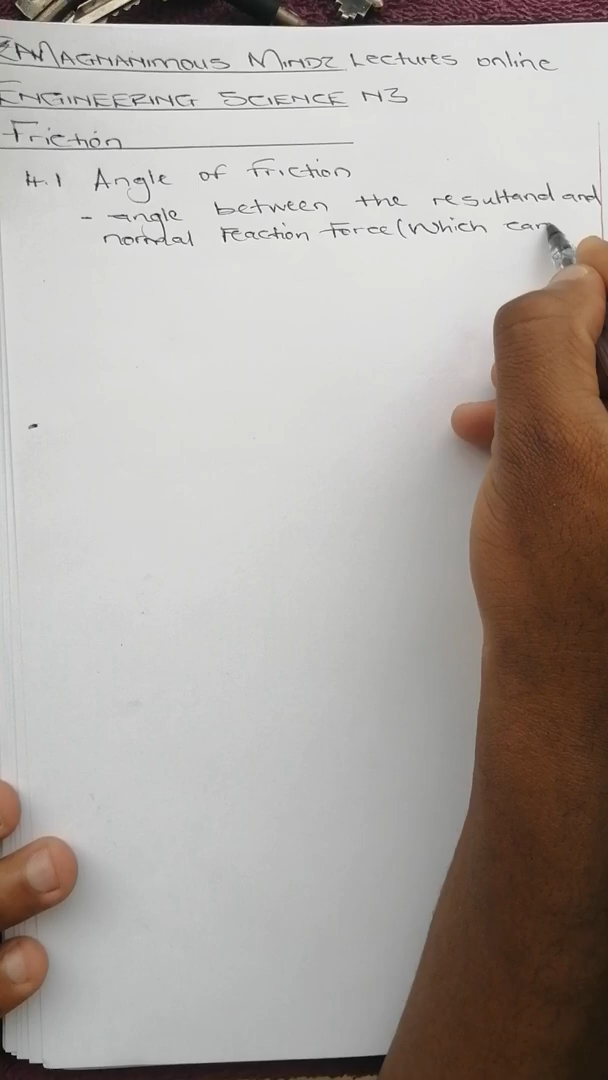 MAGNANIMOUS MINDZ Lectures online
ENGINEERING SCIENCE N3
Friction
4.1 Angle of friction
- angle between the resultand and
normal reaction force (which can